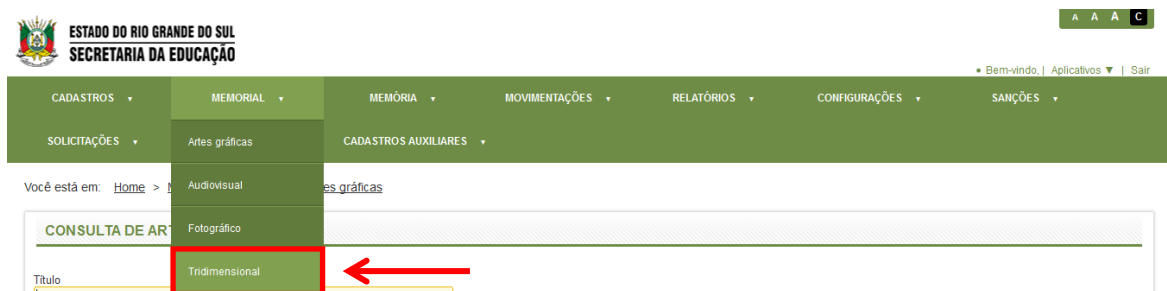 ESTADO DO RIO GRANDE DO SUL
SECRETARIA DA EDUCAÇÃO
A A A C
• Bem-vindo, | Aplicativos ▼ | Sair
CADASTROS ▼ MEMORIAL ▼ MEMÓRIA ▼ MOVIMENTAÇÕES ▼ RELATÓRIOS ▼ CONFIGURAÇÕES ▼ SANÇÕES ▼
SOLICITAÇÕES ▼ Artes gráficas CADASTROS AUXILIARES ▼
Você está em: Home > Audiovisual es gráficas
CONSULTA DE AR Fotográfico
Tridimensional
Título